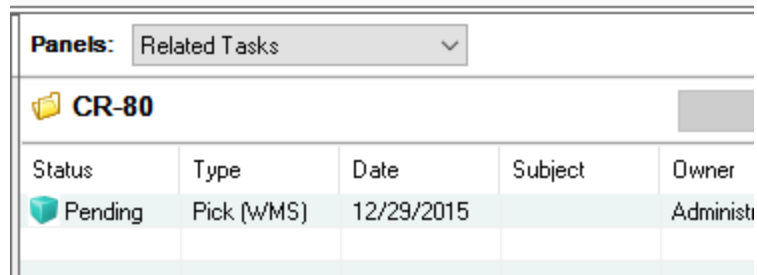 Panels: Related Tasks
CR-80
Status Type Date Subject Owner
Pending Pick (WMS) 12/29/2015